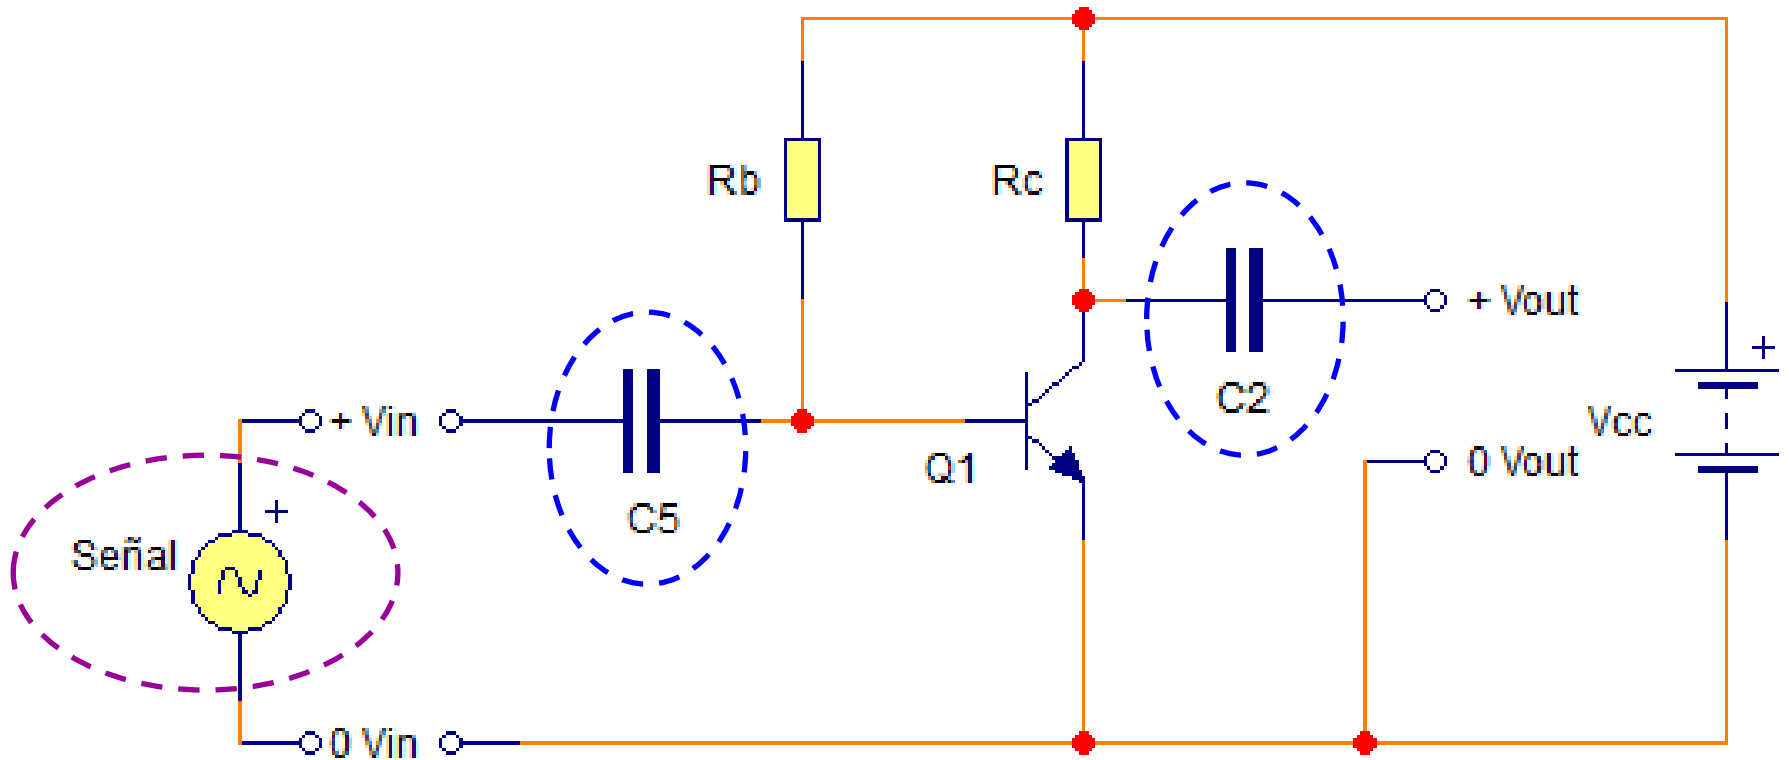 Rb
Rc
+ Vout
+
C2
Vcc
+ Vin
0 Vout
Q1
C5
+
Señal
0 Vin